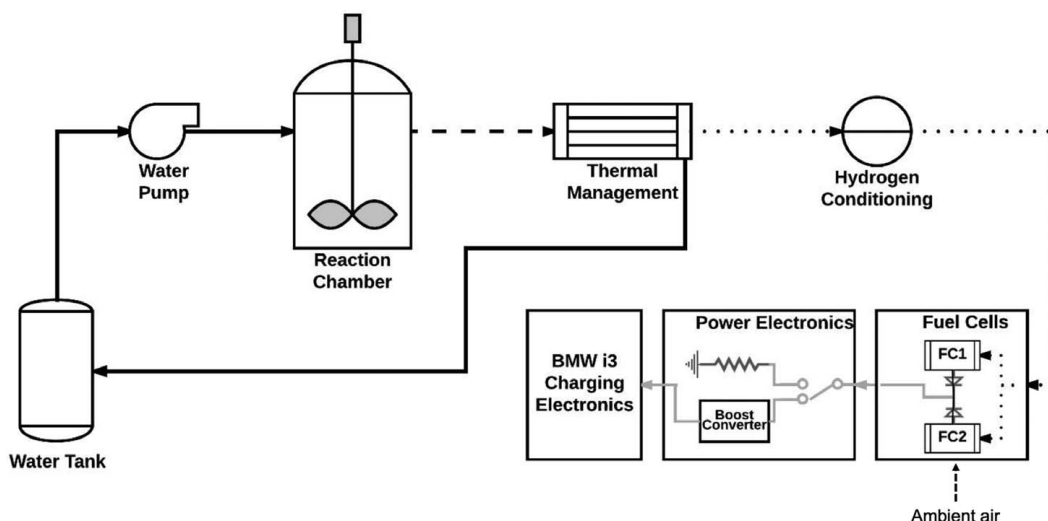 Water
Pump
Reaction
Chamber
Thermal
Management
Hydrogen
Conditioning
Water Tank
BMW i3
Charging
Electronics
Power Electronics
Boost
Converter
Fuel Cells
FC1
FC2
Ambient air